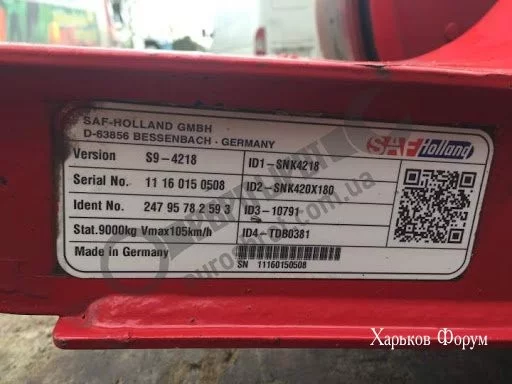 SAF-HOLLAND GMBH
D-63856 BESSENBACH - GERMANY
SAF Holland
Version S9-4218 ID1-SNK4218
Serial No. 11 16 015 0508 ID2-SNK420X180
Ident No. 247 95 78 2 59 3 ID3-10791
Stat.9000kg Vmax105km/h ID4-TDB0381
Made in Germany
SN 11160150508
Харьков Форум